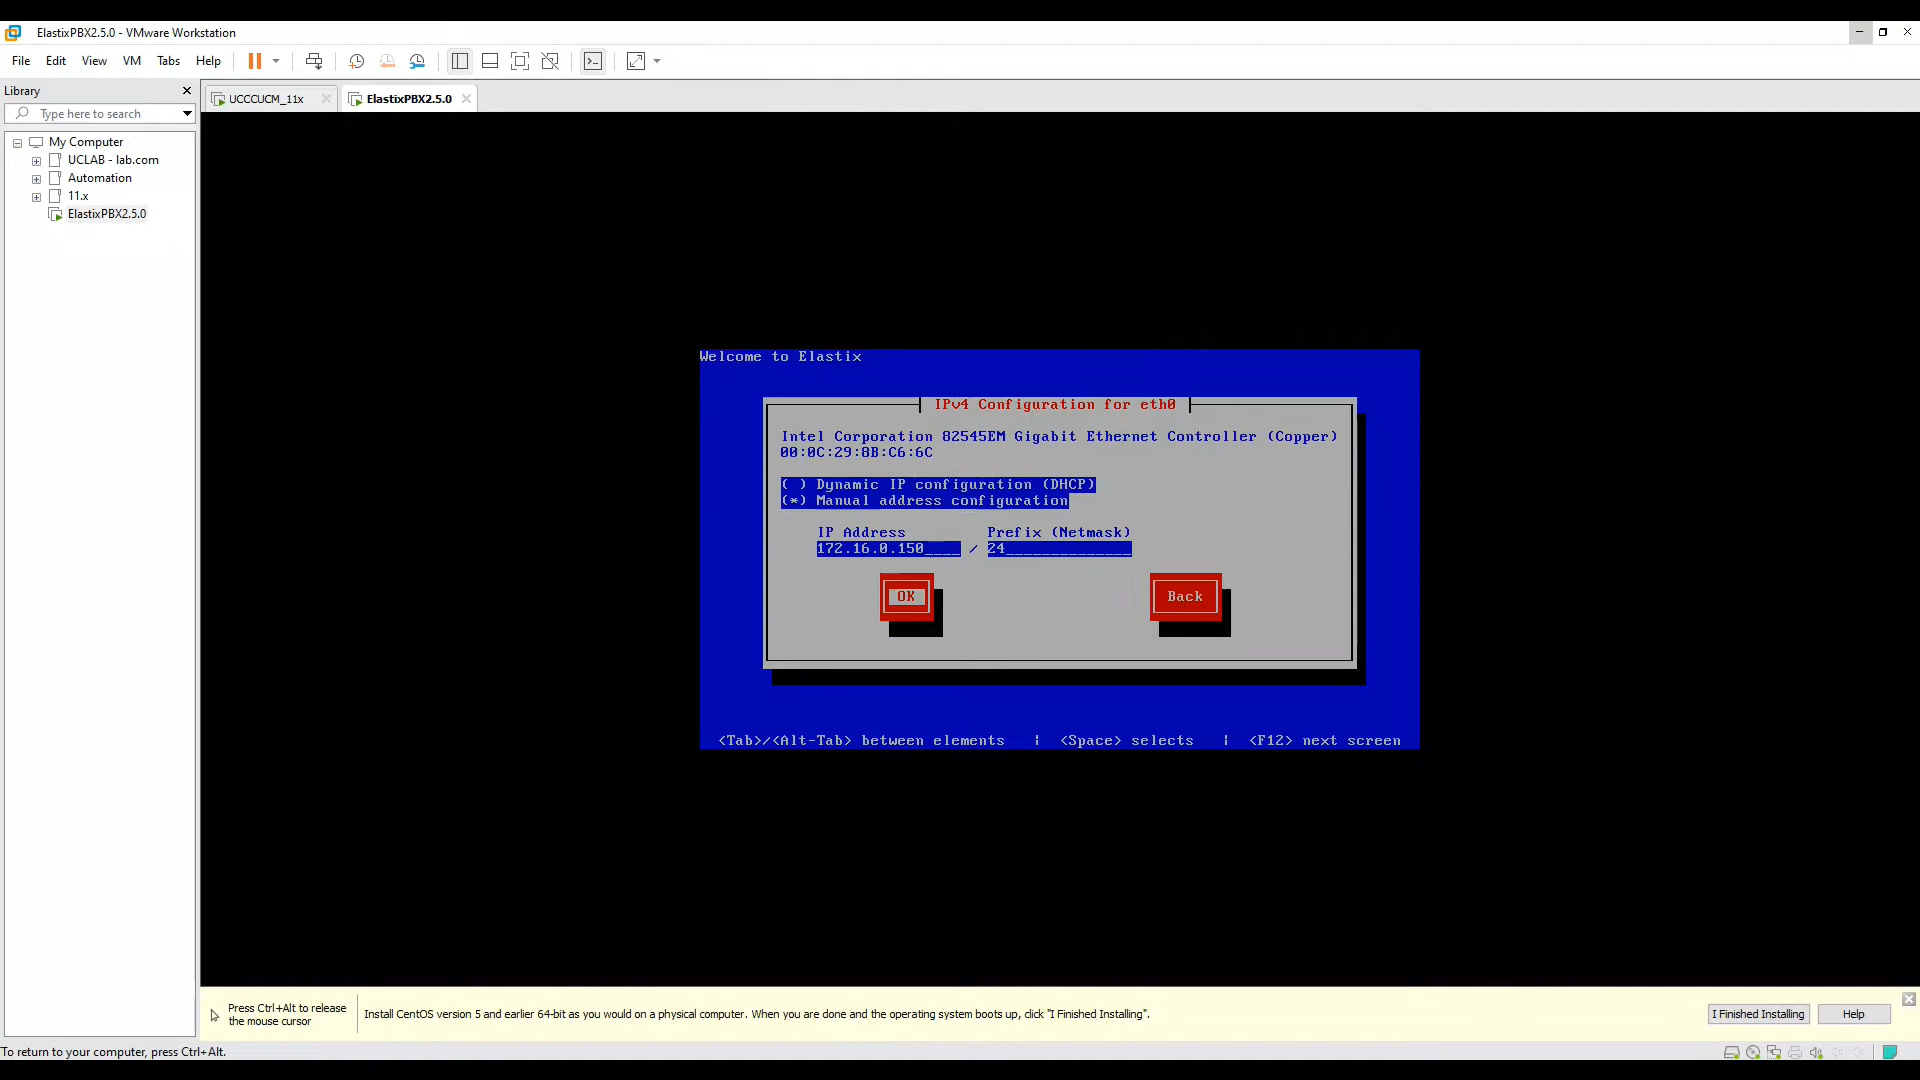 ElastixPBX2.5.0 - VMware Workstation
File Edit View VM Tabs Help
Library
Type here to search
My Computer
UCLAB - lab.com
Automation
11.x
ElastixPBX2.5.0
UCCCUCM_11x
ElastixPBX2.5.0
Welcome to Elastix
IPv4 Configuration for eth0
Intel Corporation 82545EM Gigabit Ethernet Controller (Copper)
00:0C:29:8B:C6:6C
( ) Dynamic IP configuration (DHCP)
(*) Manual address configuration
IP Address Prefix (Netmask)
172.16.0.150____ / 24______________
OK Back
<Tab>/<Alt-Tab> between elements | <Space> selects | <F12> next screen
Press Ctrl+Alt to release
the mouse cursor
Install CentOS version 5 and earlier 64-bit as you would on a physical computer. When you are done and the operating system boots up, click "I Finished Installing".
I Finished Installing
Help
To return to your computer, press Ctrl+Alt.